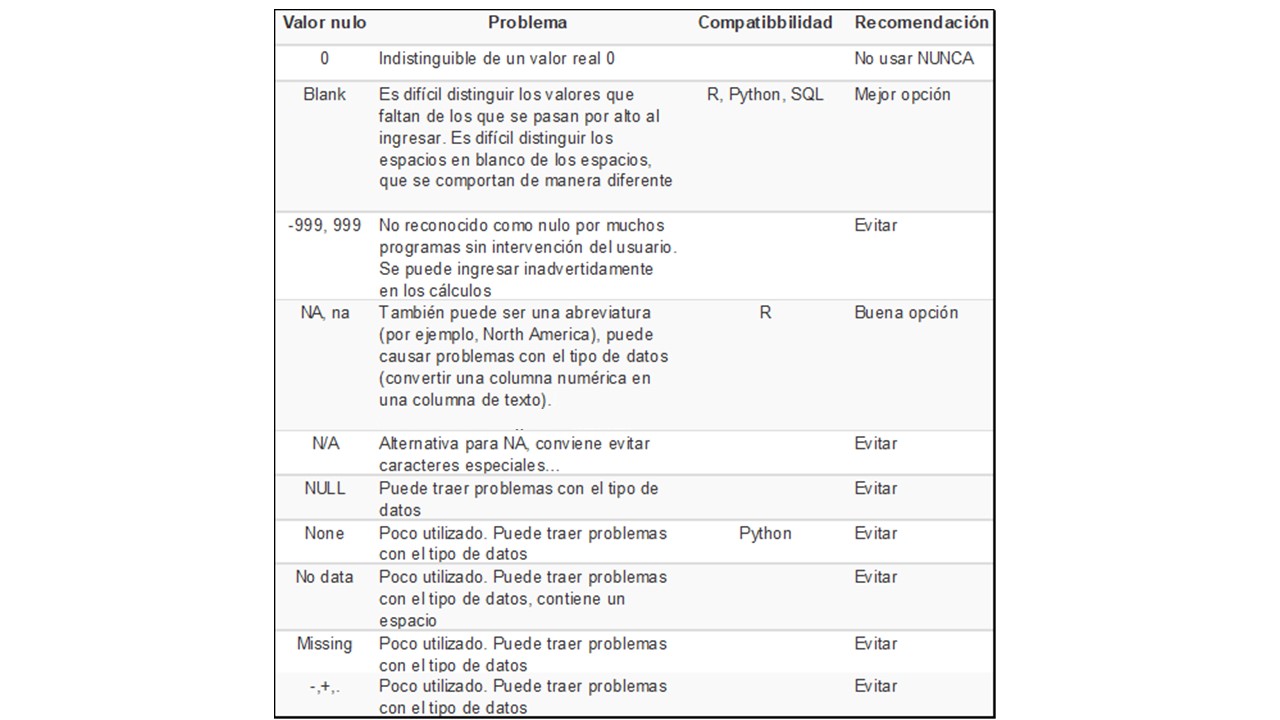 Valor nulo Problema Compatibbilidad Recomendación
0 Indistinguible de un valor real 0 No usar NUNCA
Blank Es difícil distinguir los valores que R, Python, SQL Mejor opción
faltan de los que se pasan por alto al
ingresar. Es difícil distinguir los
espacios en blanco de los espacios,
que se comportan de manera diferente
-999, 999 No reconocido como nulo por muchos Evitar
programas sin intervención del usuario.
Se puede ingresar inadvertidamente
en los cálculos
NA, na También puede ser una abreviatura R Buena opción
(por ejemplo, North America), puede
causar problemas con el tipo de datos
(convertir una columna numérica en
una columna de texto).
N/A Alternativa para NA, conviene evitar Evitar
caracteres especiales...
NULL Puede traer problemas con el tipo de Evitar
datos
None Poco utilizado. Puede traer problemas Python Evitar
con el tipo de datos
No data Poco utilizado. Puede traer problemas Evitar
con el tipo de datos, contiene un
espacio
Missing Poco utilizado. Puede traer problemas Evitar
con el tipo de datos
-,+,. Poco utilizado. Puede traer problemas Evitar
con el tipo de datos